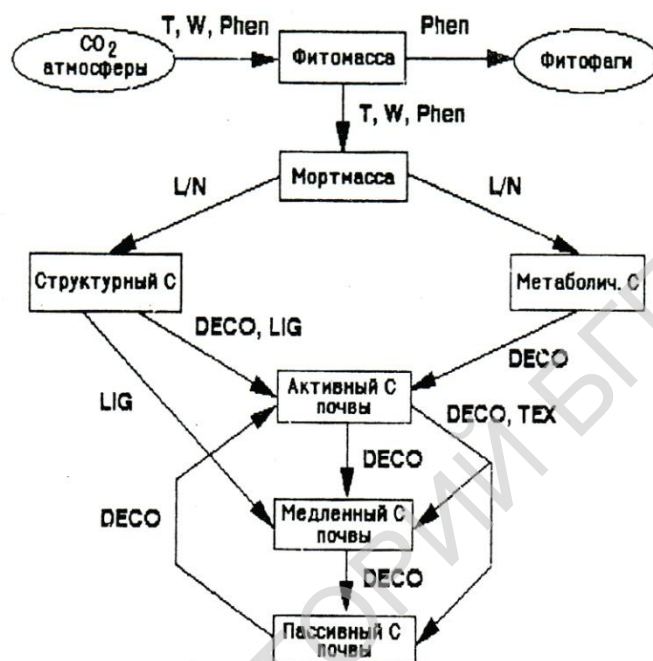 T, W, Phen
Phen
CO2
атмосферы
Фитомасса
Фитофаги
T, W, Phen
Мортмасса
L/N
L/N
Структурный С
Метаболич. С
DECO, LIG
DECO
Активный С
почвы
LIG
DECO, TEX
DECO
DECO
Медленный С
почвы
DECO
Пассивный С
почвы